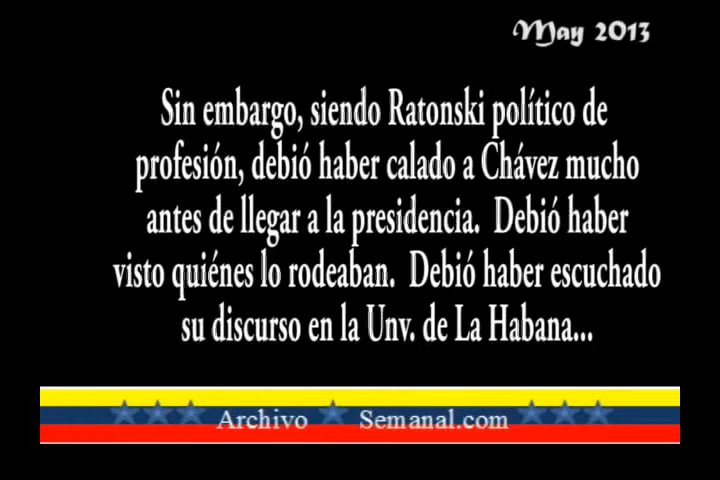 May 2013
Sin embargo, siendo Ratonski político de
profesión, debió haber calado a Chávez mucho
antes de llegar a la presidencia. Debió haber
visto quiénes lo rodeaban. Debió haber escuchado
su discurso en la Unv. de La Habana...
Archivo Semanal.com